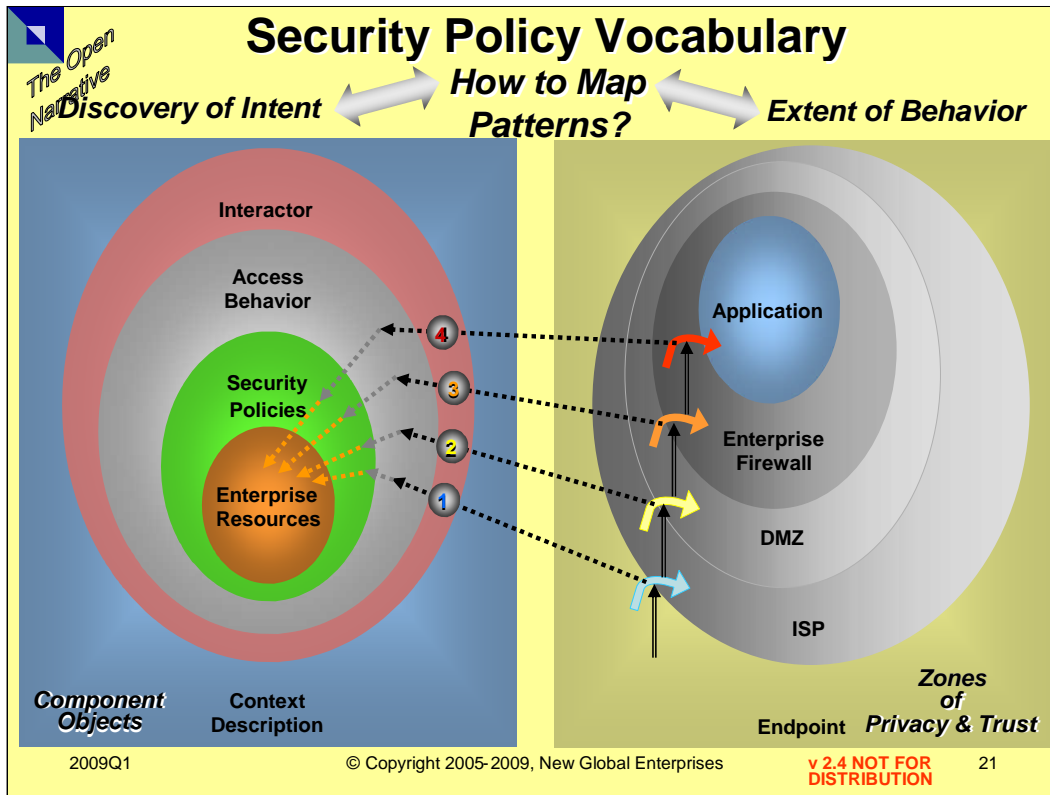 The Open
Narrative
Security Policy Vocabulary
Discovery of Intent
How to Map
Patterns?
Extent of Behavior
Interactor
Access
Behavior
Security
Policies
Enterprise
Resources
4
3
2
1
Component
Objects
Context
Description
Application
Enterprise
Firewall
DMZ
ISP
Endpoint
Zones
of
Privacy & Trust
2009Q1
© Copyright 2005-2009, New Global Enterprises
v 2.4 NOT FOR
DISTRIBUTION
21